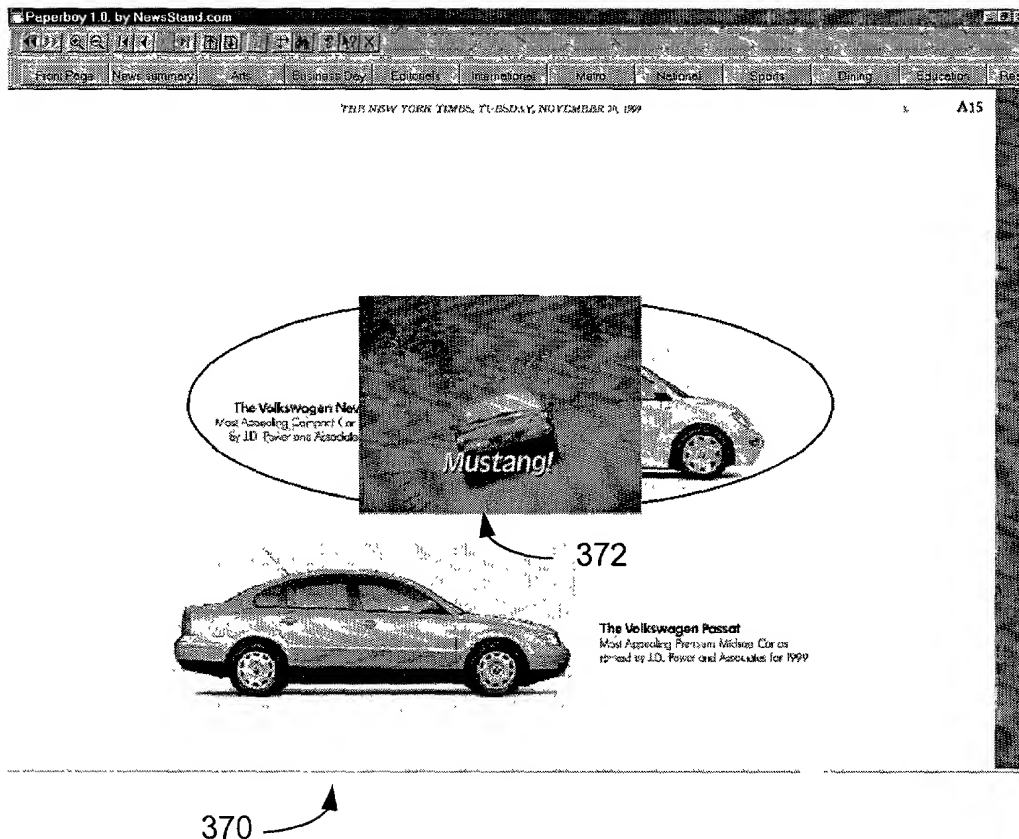 Paperboy 1.0. by NewsStand.com
Front Page News summary Arts Business Day Editorials International Metro National Sports Dining Education
THE NEW YORK TIMES, TUESDAY, NOVEMBER 1999
A15
The Volkswagen New
Most Appealing Compact Car
by J.D. Power and Associates
Mustang!
372
The Volkswagen Passat
Most Appealing Premium Midsize Car as
ranked by J.D. Power and Associates for 1999
370